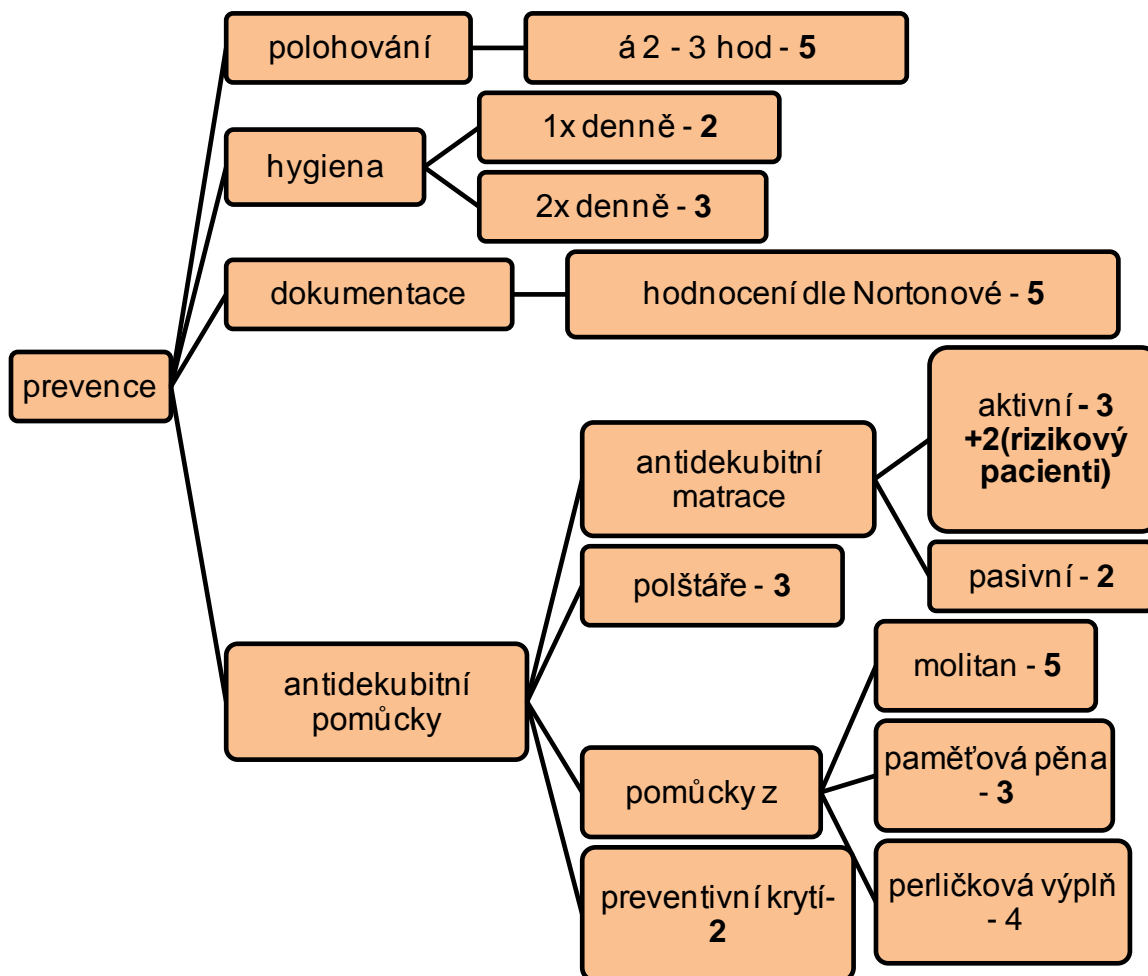 polohování
á 2 - 3 hod - 5
hygiena
1x denně - 2
2x denně - 3
dokumentace
hodnocení dle Nortonové - 5
prevence
antidekubitní
pomůcky
antidekubitní
matrace
aktivní - 3
+2(rizikový
pacienti)
pasivní - 2
polštáře - 3
pomůcky z
molitan - 5
paměťová pěna
- 3
perličková výplň
- 4
preventivní krytí-
2